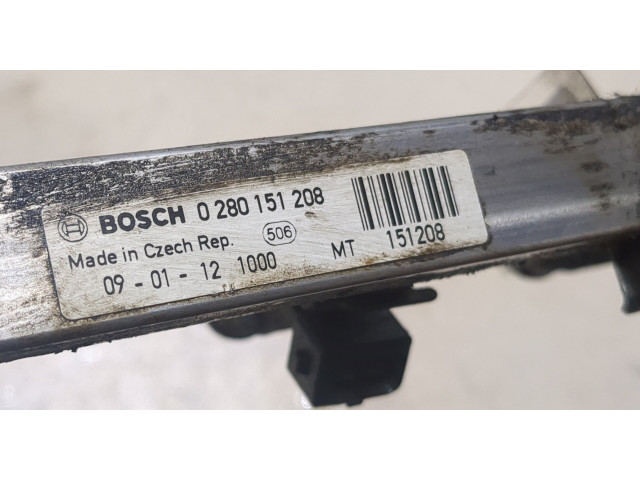 BOSCH 0 280 151 208
Made in Czech Rep. 506 MT 151208
09 - 01 - 12 1000